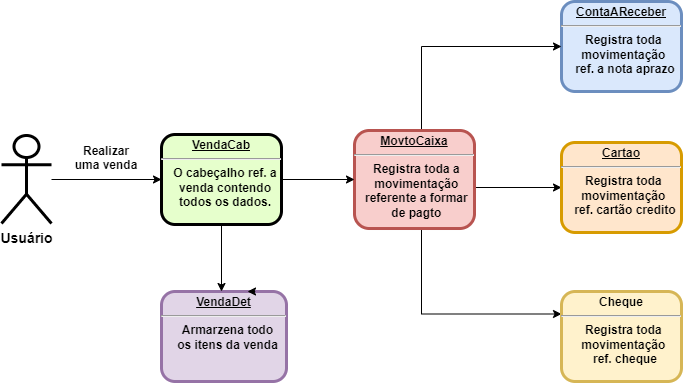 ContaAReceber
Registra toda
movimentação
ref. a nota aprazo
Realizar
uma venda
Usuário
VendaCab
O cabeçalho ref. a
venda contendo
todos os dados.
MovtoCaixa
Registra toda a
movimentação
referente a formar
de pagto
Cartao
Registra toda
movimentação
ref. cartão credito
VendaDet
Armarzena todo
os itens da venda
Cheque
Registra toda
movimentação
ref. cheque